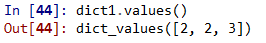 In [44]: dict1.values()
Out[44]: dict_values([2, 2, 3])